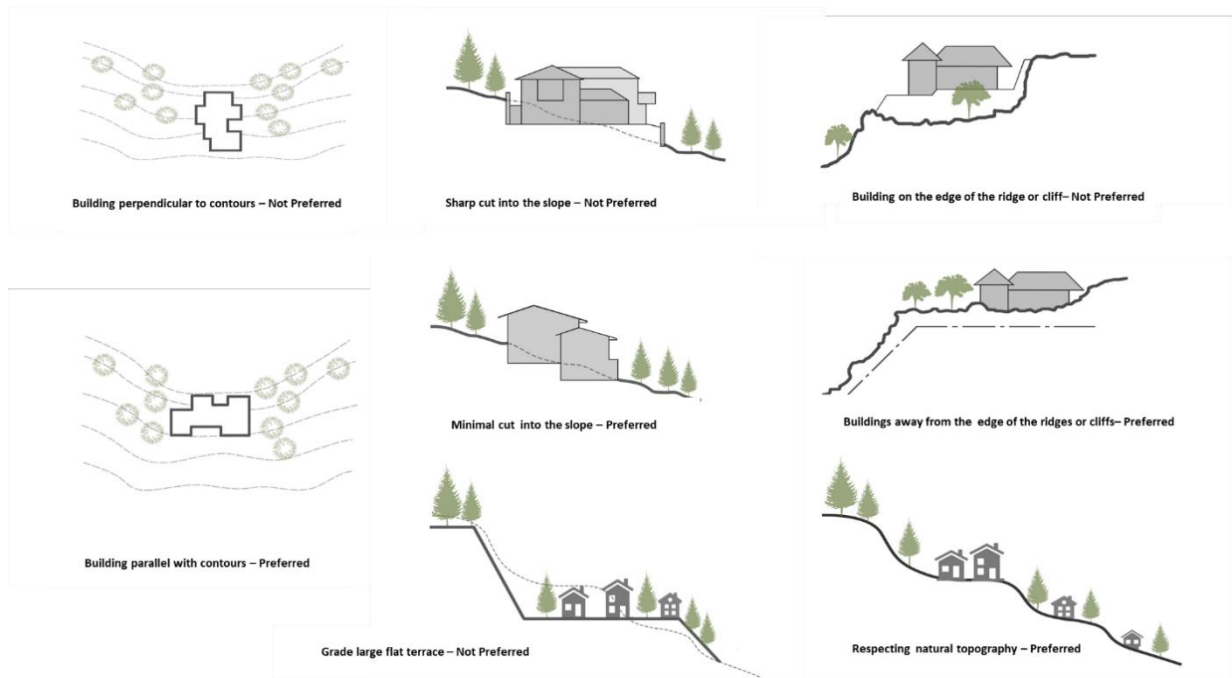 Building perpendicular to contours – Not Preferred
Sharp cut into the slope – Not Preferred
Building on the edge of the ridge or cliff– Not Preferred
Building parallel with contours – Preferred
Minimal cut into the slope – Preferred
Buildings away from the edge of the ridges or cliffs– Preferred
Grade large flat terrace – Not Preferred
Respecting natural topography – Preferred